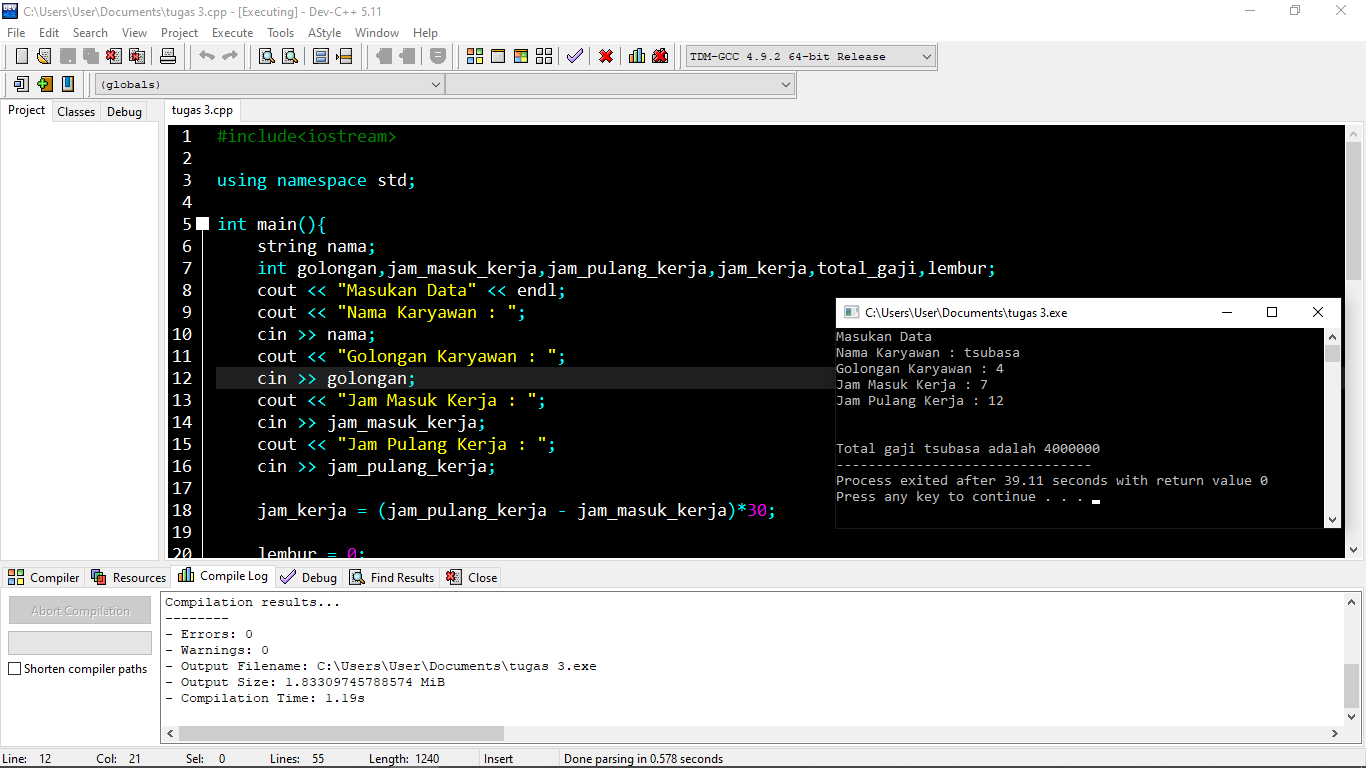 C:\Users\User\Documents\tugas 3.cpp - [Executing] - Dev-C++ 5.11
File Edit Search View Project Execute Tools AStyle Window Help
TDM-GCC 4.9.2 64-bit Release
(globals)
Project Classes Debug
tugas 3.cpp
1 #include<iostream>
2
3 using namespace std;
4
5 int main(){
6 string nama;
7 int golongan,jam_masuk_kerja,jam_pulang_kerja,jam_kerja,total_gaji,lembur;
8 cout << "Masukan Data" << endl;
9 cout << "Nama Karyawan : ";
10 cin >> nama;
11 cout << "Golongan Karyawan : ";
12 cin >> golongan;
13 cout << "Jam Masuk Kerja : ";
14 cin >> jam_masuk_kerja;
15 cout << "Jam Pulang Kerja : ";
16 cin >> jam_pulang_kerja;
17
18 jam_kerja = (jam_pulang_kerja - jam_masuk_kerja)*30;
19
20 lembur = 0;
C:\Users\User\Documents\tugas 3.exe
Masukan Data
Nama Karyawan : tsubasa
Golongan Karyawan : 4
Jam Masuk Kerja : 7
Jam Pulang Kerja : 12
Total gaji tsubasa adalah 4000000
--------------------------------
Process exited after 39.11 seconds with return value 0
Press any key to continue . . .
Compiler Resources Compile Log Debug Find Results Close
Abort Compilation
Shorten compiler paths
Compilation results...
--------
- Errors: 0
- Warnings: 0
- Output Filename: C:\Users\User\Documents\tugas 3.exe
- Output Size: 1.83309745788574 MiB
- Compilation Time: 1.19s
Line: 12 Col: 21 Sel: 0 Lines: 55 Length: 1240 Insert Done parsing in 0.578 seconds